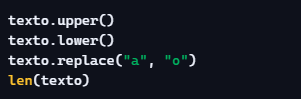 texto.upper()
texto.lower()
texto.replace("a", "o")
len(texto)